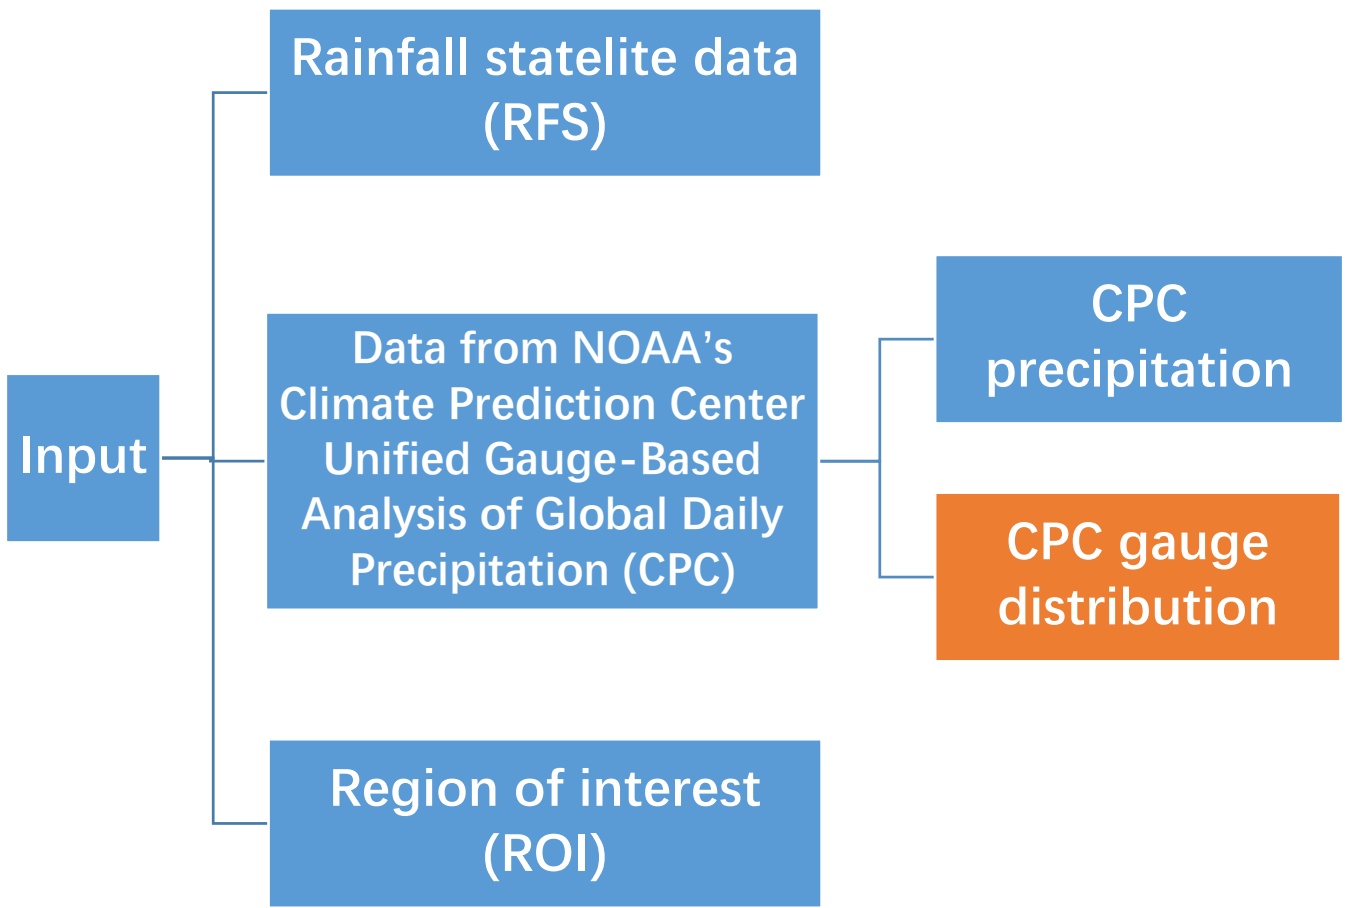 Rainfall statelite data
(RFS)
Input
Data from NOAA’s
Climate Prediction Center
Unified Gauge-Based
Analysis of Global Daily
Precipitation (CPC)
CPC
precipitation
CPC gauge
distribution
Region of interest
(ROI)